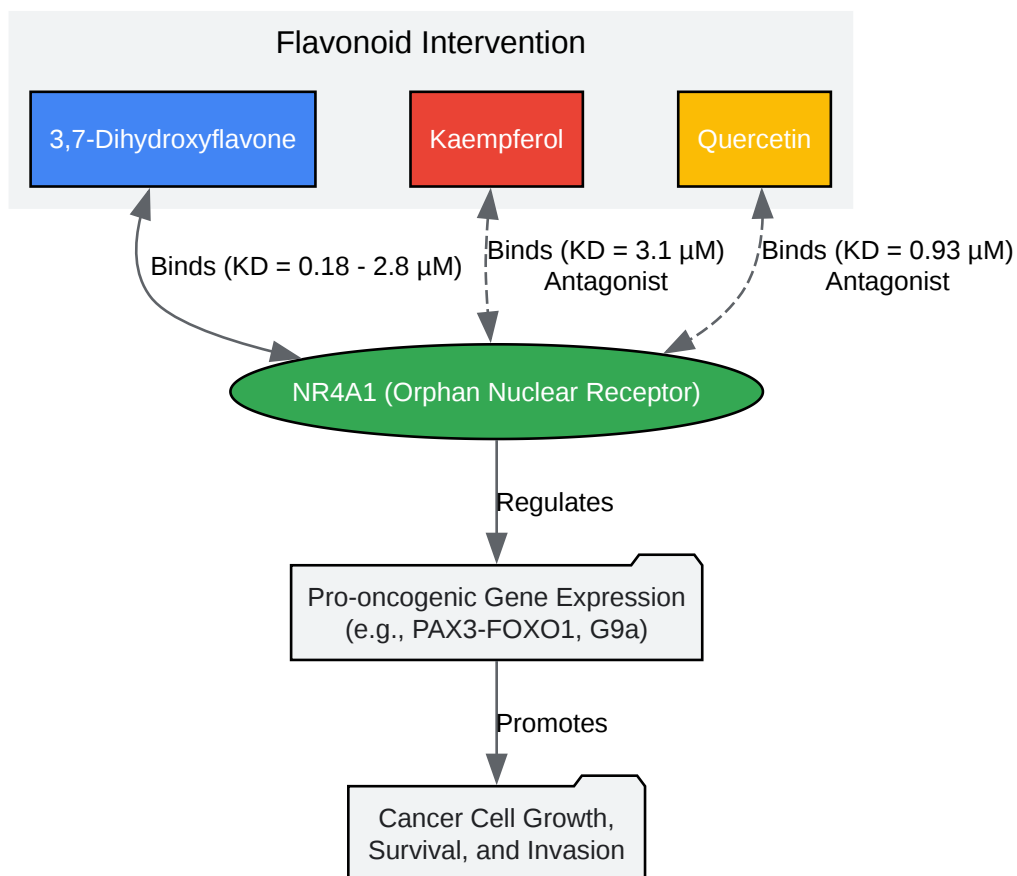 Flavonoid Intervention
3,7-Dihydroxyflavone
Kaempferol
Quercetin
Binds (KD = 0.18 - 2.8 µM)
Binds (KD = 3.1 µM)
Antagonist
Binds (KD = 0.93 µM)
Antagonist
NR4A1 (Orphan Nuclear Receptor)
Regulates
Pro-oncogenic Gene Expression
(e.g., PAX3-FOXO1, G9a)
Promotes
Cancer Cell Growth,
Survival, and Invasion